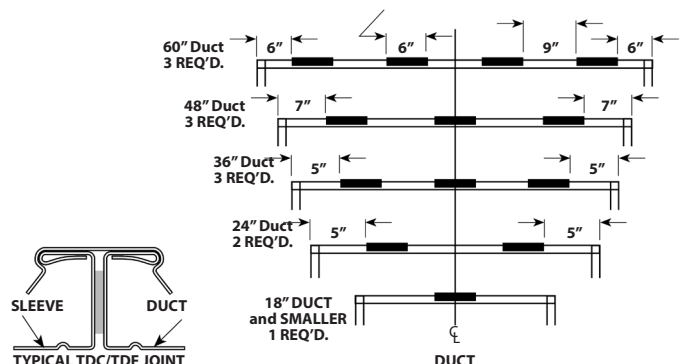 60” Duct
3 REQ’D.
6”
6”
9”
6”
48” Duct
3 REQ’D.
7”
7”
36” Duct
3 REQ’D.
5”
5”
24” Duct
2 REQ’D.
5”
5”
18” DUCT
and SMALLER
1 REQ’D.
SLEEVE
DUCT
℄
TYPICAL TDC/TDF JOINT
DUCT